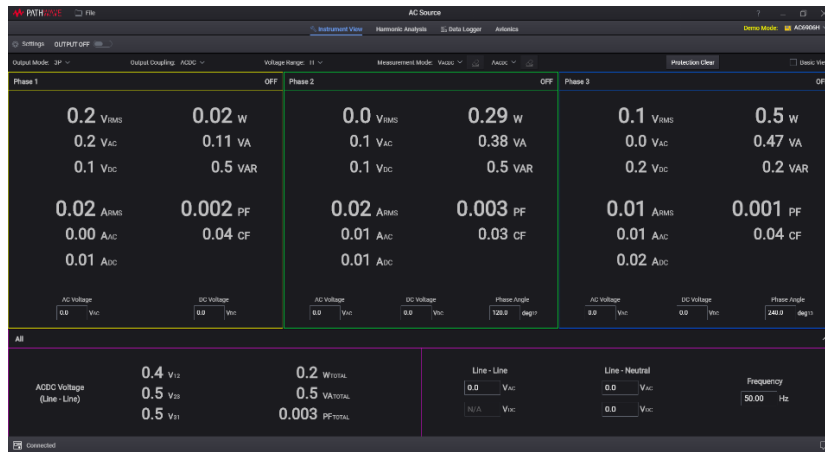 PATHWAVE File AC Source ?
Instrument View Harmonic Analysis Data Logger Avionics Demo Mode: AC6906H
Settings OUTPUT OFF
Output Mode: 3P Output Coupling: ACDC Voltage Range: Measurement Mode: VACDC AACDC Protection Clear Basic Vie
Phase 1 OFF Phase 2 OFF Phase 3 OF
0.2 VRMS 0.02 W 0.0 VRMS 0.29 W 0.1 VRMS 0.5 W
0.2 VAC 0.11 VA 0.1 VAC 0.38 VA 0.0 VAC 0.47 VA
0.1 VDC 0.5 VAR 0.1 VDC 0.5 VAR 0.2 VDC 0.2 VAR
0.02 ARMS 0.002 PF 0.02 ARMS 0.003 PF 0.01 ARMS 0.001 PF
0.00 AAC 0.04 CF 0.01 AAC 0.03 CF 0.01 AAC 0.04 CF
0.01 ADC 0.01 ADC 0.02 ADC
AC Voltage DC Voltage AC Voltage DC Voltage Phase Angle AC Voltage DC Voltage Phase Angle
0.0 VAC 0.0 VDC 0.0 VAC 0.0 VDC 120.0 deg12 0.0 VAC 0.0 VDC 240.0 deg13
All
0.4 V12 0.2 WTOTAL Line - Line Line - Neutral
ACDC Voltage 0.5 V23 0.5 VATOTAL 0.0 VAC 0.0 VAC Frequency
(Line - Line) 0.5 V31 0.003 PFTOTAL N/A VDC 0.0 VDC 50.00 Hz
Connected